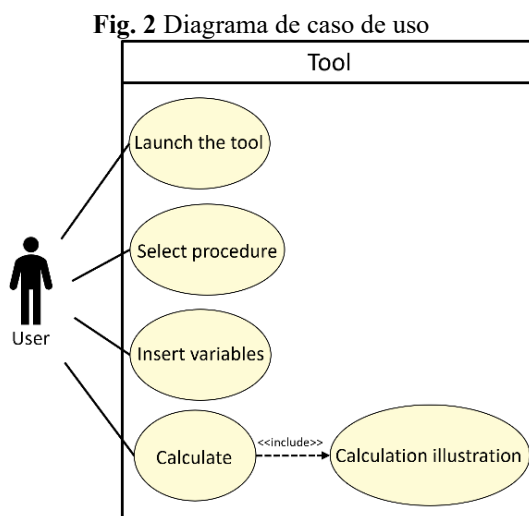 Fig. 2 Diagrama de caso de uso
Tool
Launch the tool
Select procedure
User
Insert variables
Calculate
<<include>>
Calculation illustration